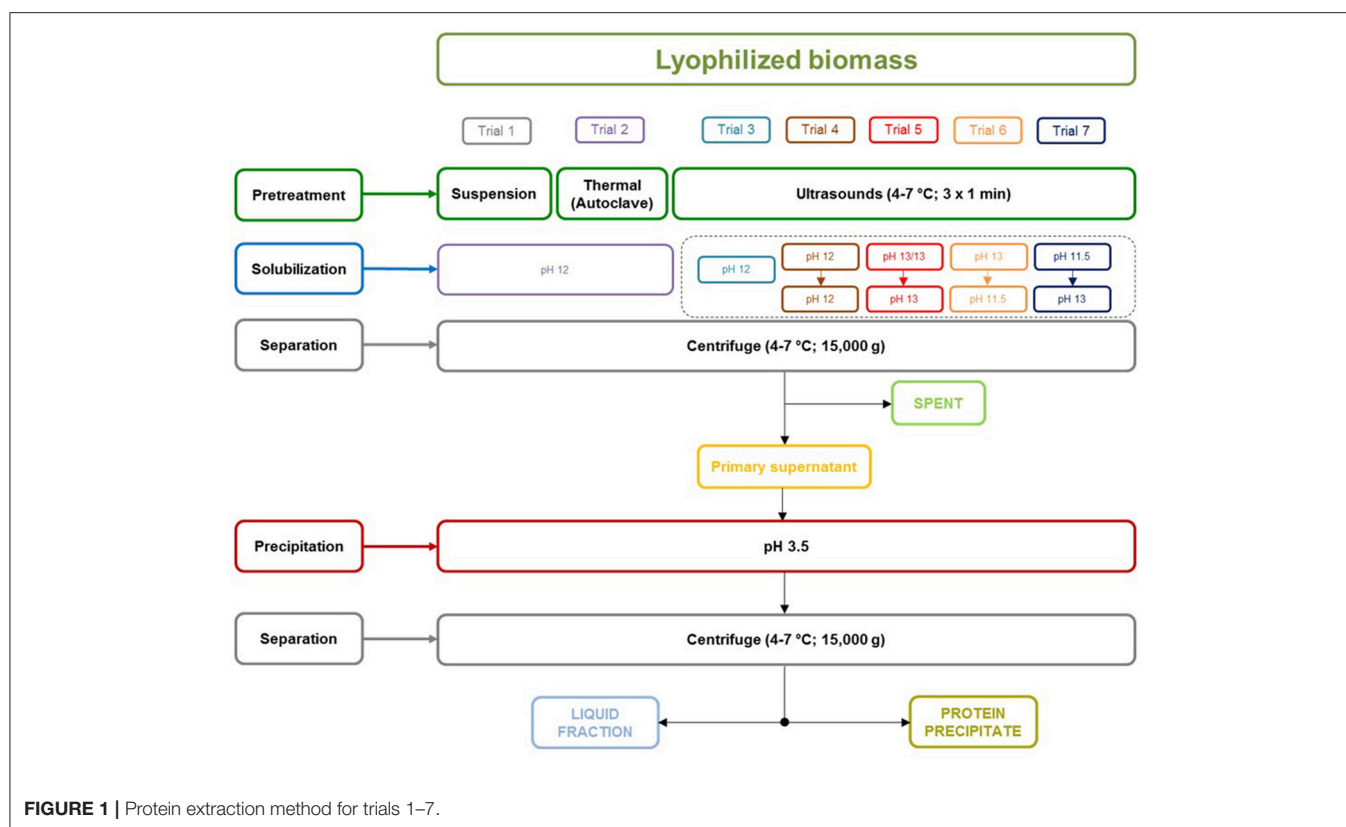 Lyophilized biomass
Trial 1
Trial 2
Trial 3
Trial 4
Trial 5
Trial 6
Trial 7
Pretreatment
Suspension
Thermal
(Autoclave)
Ultrasounds (4-7 °C; 3 x 1 min)
Solubilization
pH 12
pH 12
pH 12
pH 13/13
pH 13
pH 11.5
pH 12
pH 13
pH 11.5
pH 13
Separation
Centrifuge (4-7 °C; 15,000 g)
SPENT
Primary supernatant
Precipitation
pH 3.5
Separation
Centrifuge (4-7 °C; 15,000 g)
LIQUID
FRACTION
PROTEIN
PRECIPITATE
FIGURE 1 | Protein extraction method for trials 1–7.